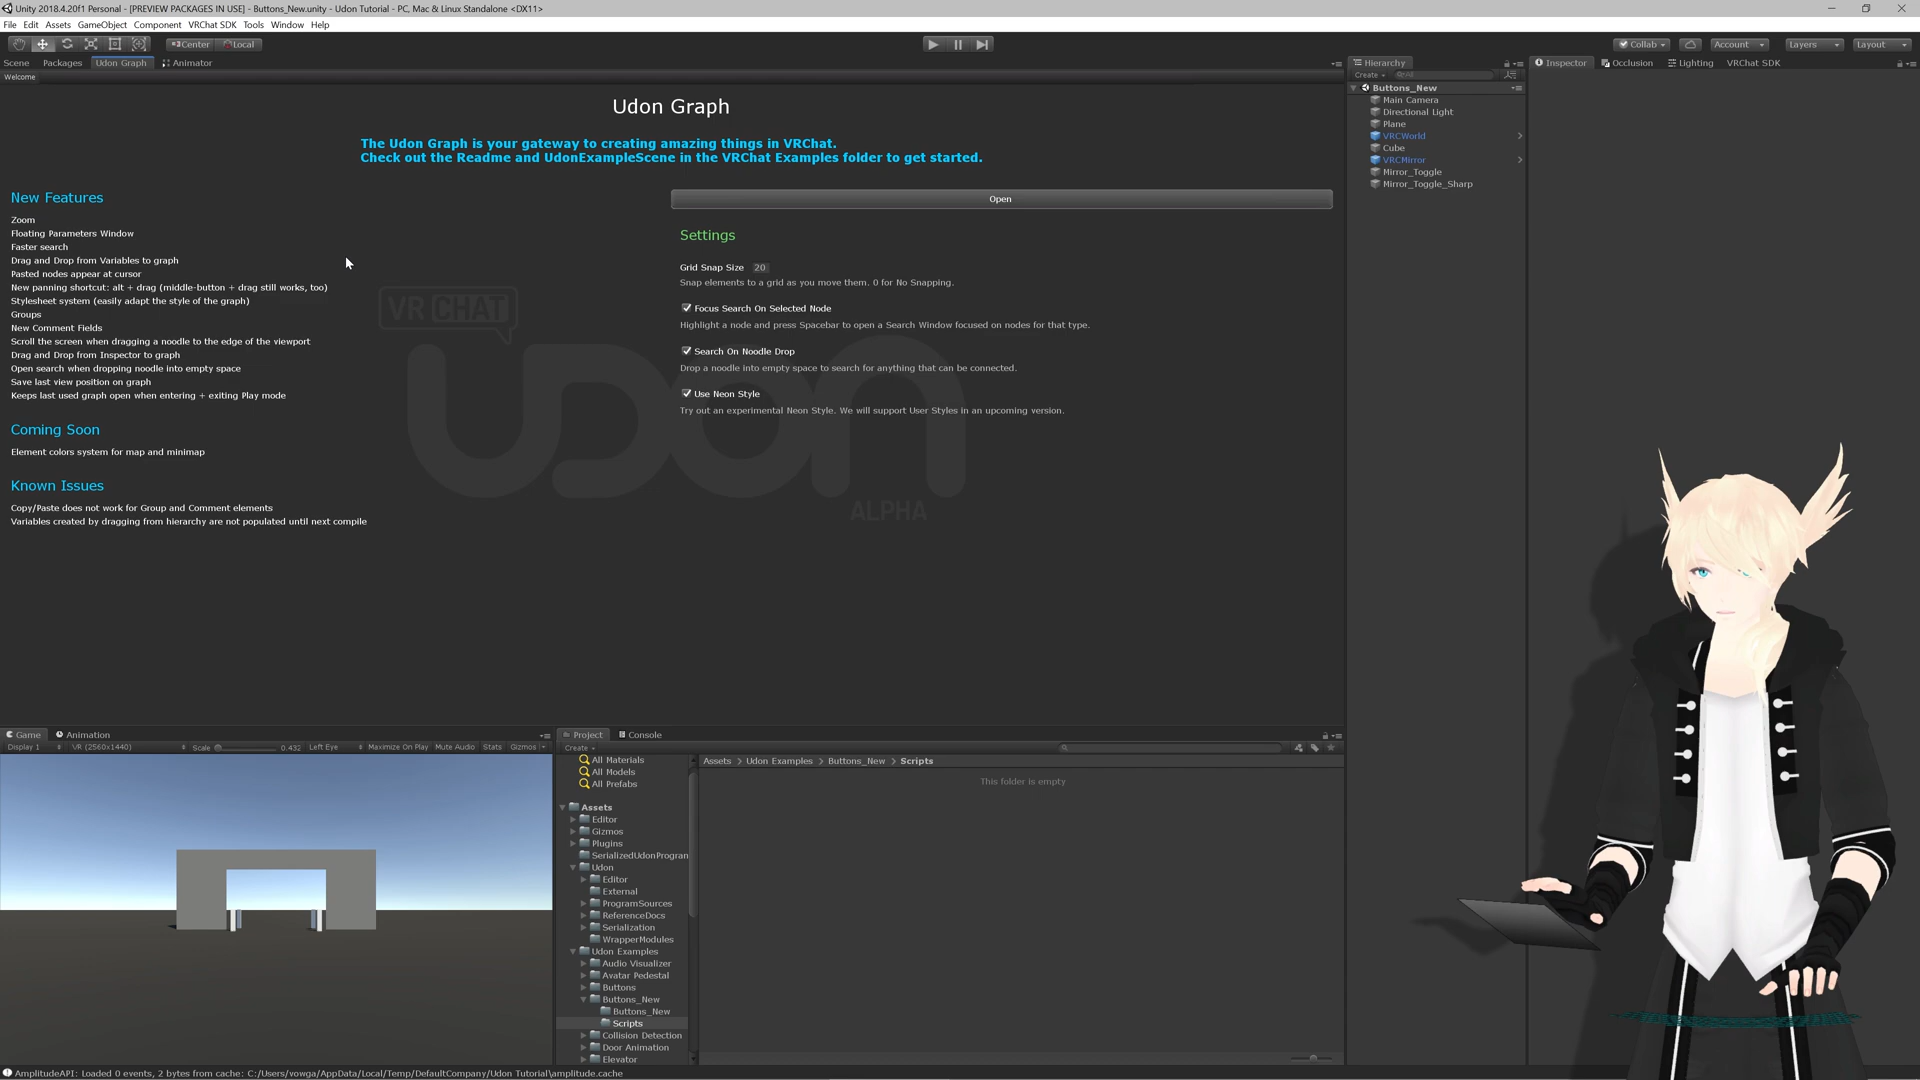 Unity 2018.4.20f1 Personal - [PREVIEW PACKAGES IN USE] - Buttons_New.unity - Udon Tutorial - PC, Mac & Linux Standalone <DX11>
File Edit Assets GameObject Component VRChat SDK Tools Window Help
Center Local
Collab Account Layers Layout
Scene Packages Udon Graph Animator
Welcome
Udon Graph
The Udon Graph is your gateway to creating amazing things in VRChat.
Check out the Readme and UdonExampleScene in the VRChat Examples folder to get started.
New Features
Zoom
Floating Parameters Window
Faster search
Drag and Drop from Variables to graph
Pasted nodes appear at cursor
New panning shortcut: alt + drag (middle-button + drag still works, too)
Stylesheet system (easily adapt the style of the graph)
Groups
New Comment Fields
Scroll the screen when dragging a noodle to the edge of the viewport
Drag and Drop from Inspector to graph
Open search when dropping noodle into empty space
Save last view position on graph
Keeps last used graph open when entering + exiting Play mode
Coming Soon
Element colors system for map and minimap
Known Issues
Copy/Paste does not work for Group and Comment elements
Variables created by dragging from hierarchy are not populated until next compile
VRCHAT
udon
ALPHA
Open
Settings
Grid Snap Size 20
Snap elements to a grid as you move them. 0 for No Snapping.
Focus Search On Selected Node
Highlight a node and press Spacebar to open a Search Window focused on nodes for that type.
Search On Noodle Drop
Drop a noodle into empty space to search for anything that can be connected.
Use Neon Style
Try out an experimental Neon Style. We will support User Styles in an upcoming version.
Hierarchy
Create All
Buttons_New
Main Camera
Directional Light
Plane
VRCWorld
Cube
VRCMirror
Mirror_Toggle
Mirror_Toggle_Sharp
Inspector Occlusion Lighting VRChat SDK
Game Animation
Display 1 VR (2560x1440) Scale 0.432 Left Eye Maximize On Play Mute Audio Stats Gizmos
Project Console
Create
All Materials
All Models
All Prefabs
Assets
Editor
Gizmos
Plugins
SerializedUdonProgran
Udon
Editor
External
ProgramSources
ReferenceDocs
Serialization
WrapperModules
Udon Examples
Audio Visualizer
Avatar Pedestal
Buttons
Buttons_New
Buttons_New
Scripts
Collision Detection
Door Animation
Elevator
Assets > Udon Examples > Buttons_New > Scripts
This folder is empty
AmplitudeAPI: Loaded 0 events, 2 bytes from cache: C:/Users/vowga/AppData/Local/Temp/DefaultCompany/Udon Tutorial\amplitude.cache